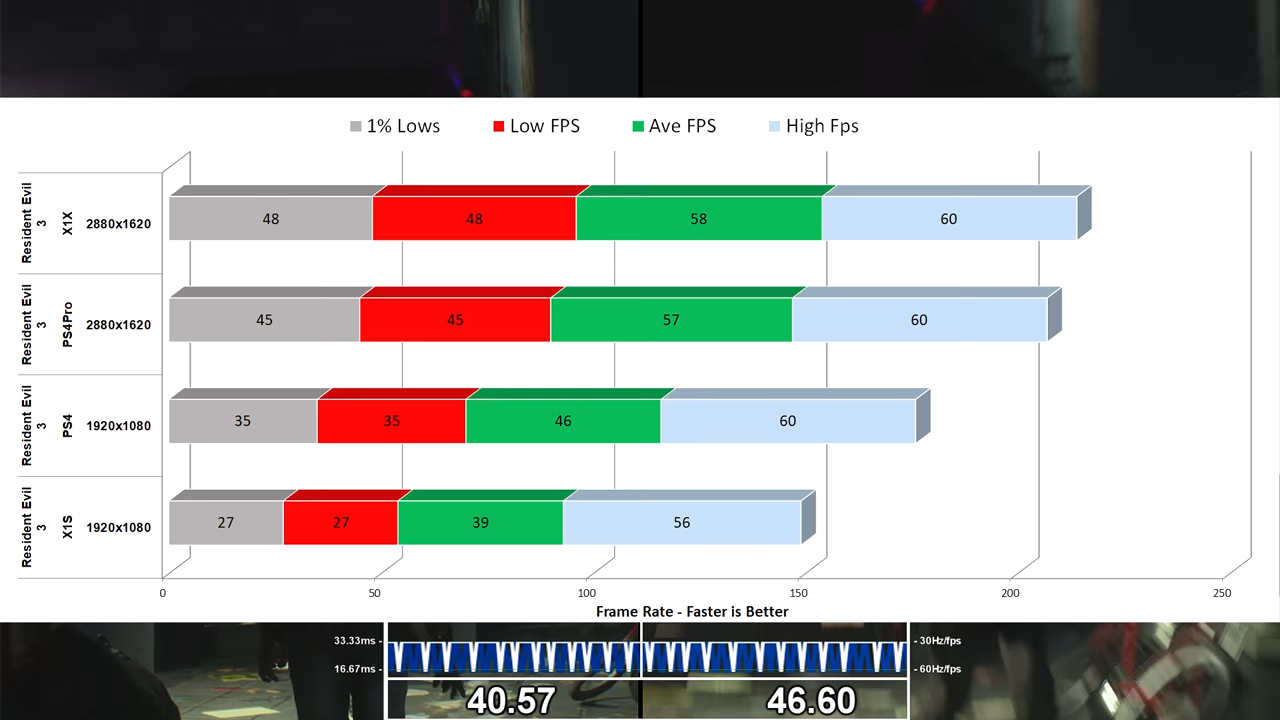 1% Lows Low FPS Ave FPS High Fps
Resident Evil
3
X1X
2880x1620
48 48 58 60
Resident Evil
3
PS4Pro
2880x1620
45 45 57 60
Resident Evil
3
PS4
1920x1080
35 35 46 60
Resident Evil
3
X1S
1920x1080
27 27 39 56
0 50 100 150 200 250
Frame Rate - Faster is Better
33.33ms - - 30Hz/fps
16.67ms - - 60Hz/fps
40.57 46.60